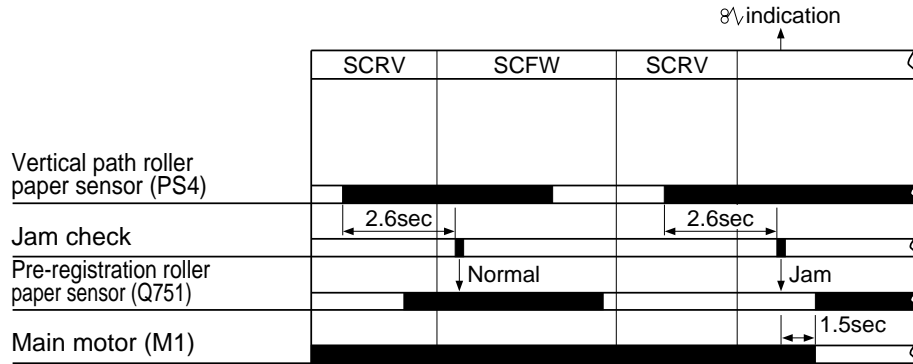 indication
SCRV SCFW SCRV
Vertical path roller
paper sensor (PS4)
2.6sec 2.6sec
Jam check
Normal Jam
Pre-registration roller
paper sensor (Q751)
1.5sec
Main motor (M1)